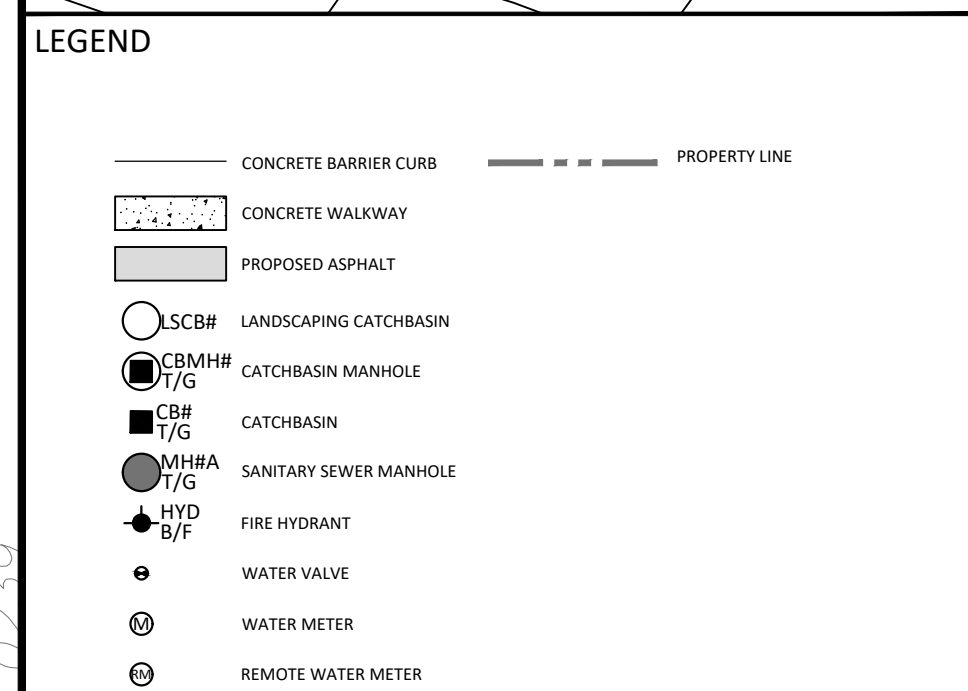 LEGEND
CONCRETE BARRIER CURB
PROPERTY LINE
CONCRETE WALKWAY
PROPOSED ASPHALT
LSCB# LANDSCAPING CATCHBASIN
CBMH#
T/G
CATCHBASIN MANHOLE
CB#
T/G
CATCHBASIN
MH#A
T/G
SANITARY SEWER MANHOLE
HYD
B/F
FIRE HYDRANT
WATER VALVE
M WATER METER
RM REMOTE WATER METER